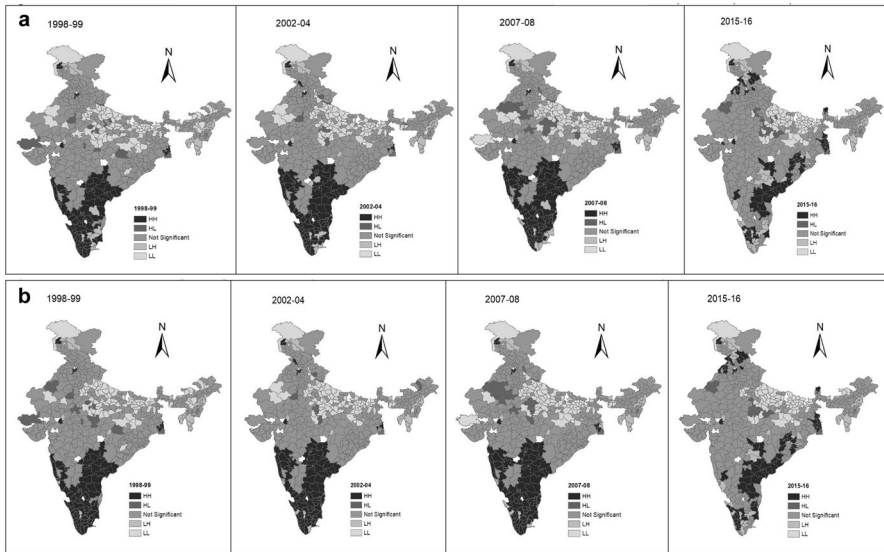 a
1998-99
N
1998-99
HH
HL
Not Significant
LH
LL
2002-04
N
2002-04
HH
HL
Not Significant
LH
LL
2007-08
N
2007-08
HH
HL
Not Significant
LH
LL
2015-16
N
2015-16
HH
HL
Not Significant
LH
LL
b
1998-99
N
1998-99
HH
HL
Not Significant
LH
LL
2002-04
N
2002-04
HH
HL
Not Significant
LH
LL
2007-08
N
2007-08
HH
HL
Not Significant
LH
LL
2015-16
N
2015-16
HH
HL
Not Significant
LH
LL